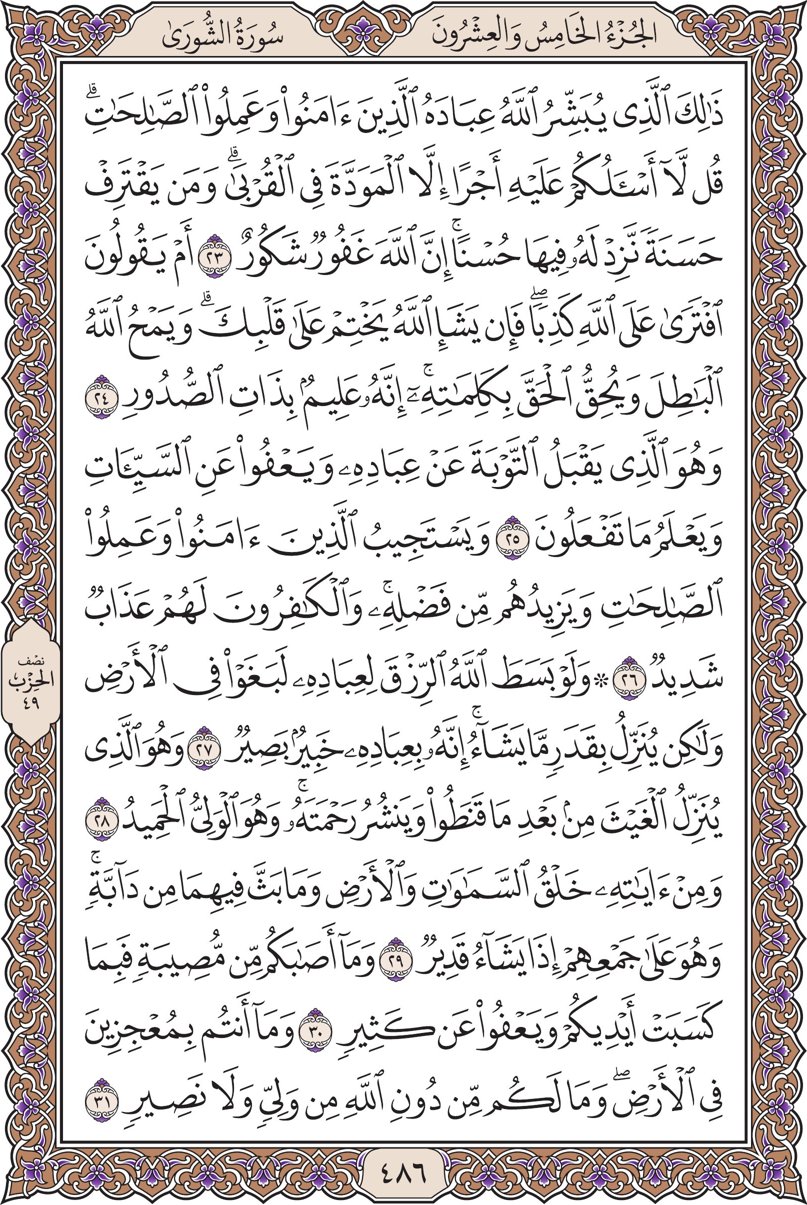 الجُزْءُ الخَامِسُ وَالعِشْرُونَ
سُورَةُ الشُّورَىٰ
ذَٰلِكَ ٱلَّذِى يُبَشِّرُ ٱللَّهُ عِبَادَهُ ٱلَّذِينَ ءَامَنُوا۟ وَعَمِلُوا۟ ٱلصَّـٰلِحَـٰتِ ۗ
قُل لَّآ أَسْـَٔلُكُمْ عَلَيْهِ أَجْرًا إِلَّا ٱلْمَوَدَّةَ فِى ٱلْقُرْبَىٰ ۗ وَمَن يَقْتَرِفْ
حَسَنَةً نَّزِدْ لَهُۥ فِيهَا حُسْنًا ۚ إِنَّ ٱللَّهَ غَفُورٌ شَكُورٌ ٢٣ أَمْ يَقُولُونَ
ٱفْتَرَىٰ عَلَى ٱللَّهِ كَذِبًا ۖ فَإِن يَشَإِ ٱللَّهُ يَخْتِمْ عَلَىٰ قَلْبِكَ ۗ وَيَمْحُ ٱللَّهُ
ٱلْبَـٰطِلَ وَيُحِقُّ ٱلْحَقَّ بِكَلِمَـٰتِهِۦٓ ۚ إِنَّهُۥ عَلِيمٌۢ بِذَاتِ ٱلصُّدُورِ ٢٤
وَهُوَ ٱلَّذِى يَقْبَلُ ٱلتَّوْبَةَ عَنْ عِبَادِهِۦ وَيَعْفُوا۟ عَنِ ٱلسَّيِّـَٔاتِ
وَيَعْلَمُ مَا تَفْعَلُونَ ٢٥ وَيَسْتَجِيبُ ٱلَّذِينَ ءَامَنُوا۟ وَعَمِلُوا۟
ٱلصَّـٰلِحَـٰتِ وَيَزِيدُهُم مِّن فَضْلِهِۦ ۚ وَٱلْكَـٰفِرُونَ لَهُمْ عَذَابٌ
شَدِيدٌ ٢٦ ۞ وَلَوْ بَسَطَ ٱللَّهُ ٱلرِّزْقَ لِعِبَادِهِۦ لَبَغَوْا۟ فِى ٱلْأَرْضِ
وَلَـٰكِن يُنَزِّلُ بِقَدَرٍ مَّا يَشَآءُ ۚ إِنَّهُۥ بِعِبَادِهِۦ خَبِيرٌۢ بَصِيرٌ ٢٧ وَهُوَ ٱلَّذِى
يُنَزِّلُ ٱلْغَيْثَ مِنۢ بَعْدِ مَا قَنَطُوا۟ وَيَنشُرُ رَحْمَتَهُۥ ۚ وَهُوَ ٱلْوَلِىُّ ٱلْحَمِيدُ ٢٨
وَمِنْ ءَايَـٰتِهِۦ خَلْقُ ٱلسَّمَـٰوَٰتِ وَٱلْأَرْضِ وَمَا بَثَّ فِيهِمَا مِن دَآبَّةٍ ۚ
وَهُوَ عَلَىٰ جَمْعِهِمْ إِذَا يَشَآءُ قَدِيرٌ ٢٩ وَمَآ أَصَـٰبَكُم مِّن مُّصِيبَةٍ فَبِمَا
كَسَبَتْ أَيْدِيكُمْ وَيَعْفُوا۟ عَن كَثِيرٍ ٣٠ وَمَآ أَنتُم بِمُعْجِزِينَ
فِى ٱلْأَرْضِ ۖ وَمَا لَكُم مِّن دُونِ ٱللَّهِ مِن وَلِىٍّ وَلَا نَصِيرٍ ٣١
نصف
الحزب
٤٩
٤٨٦